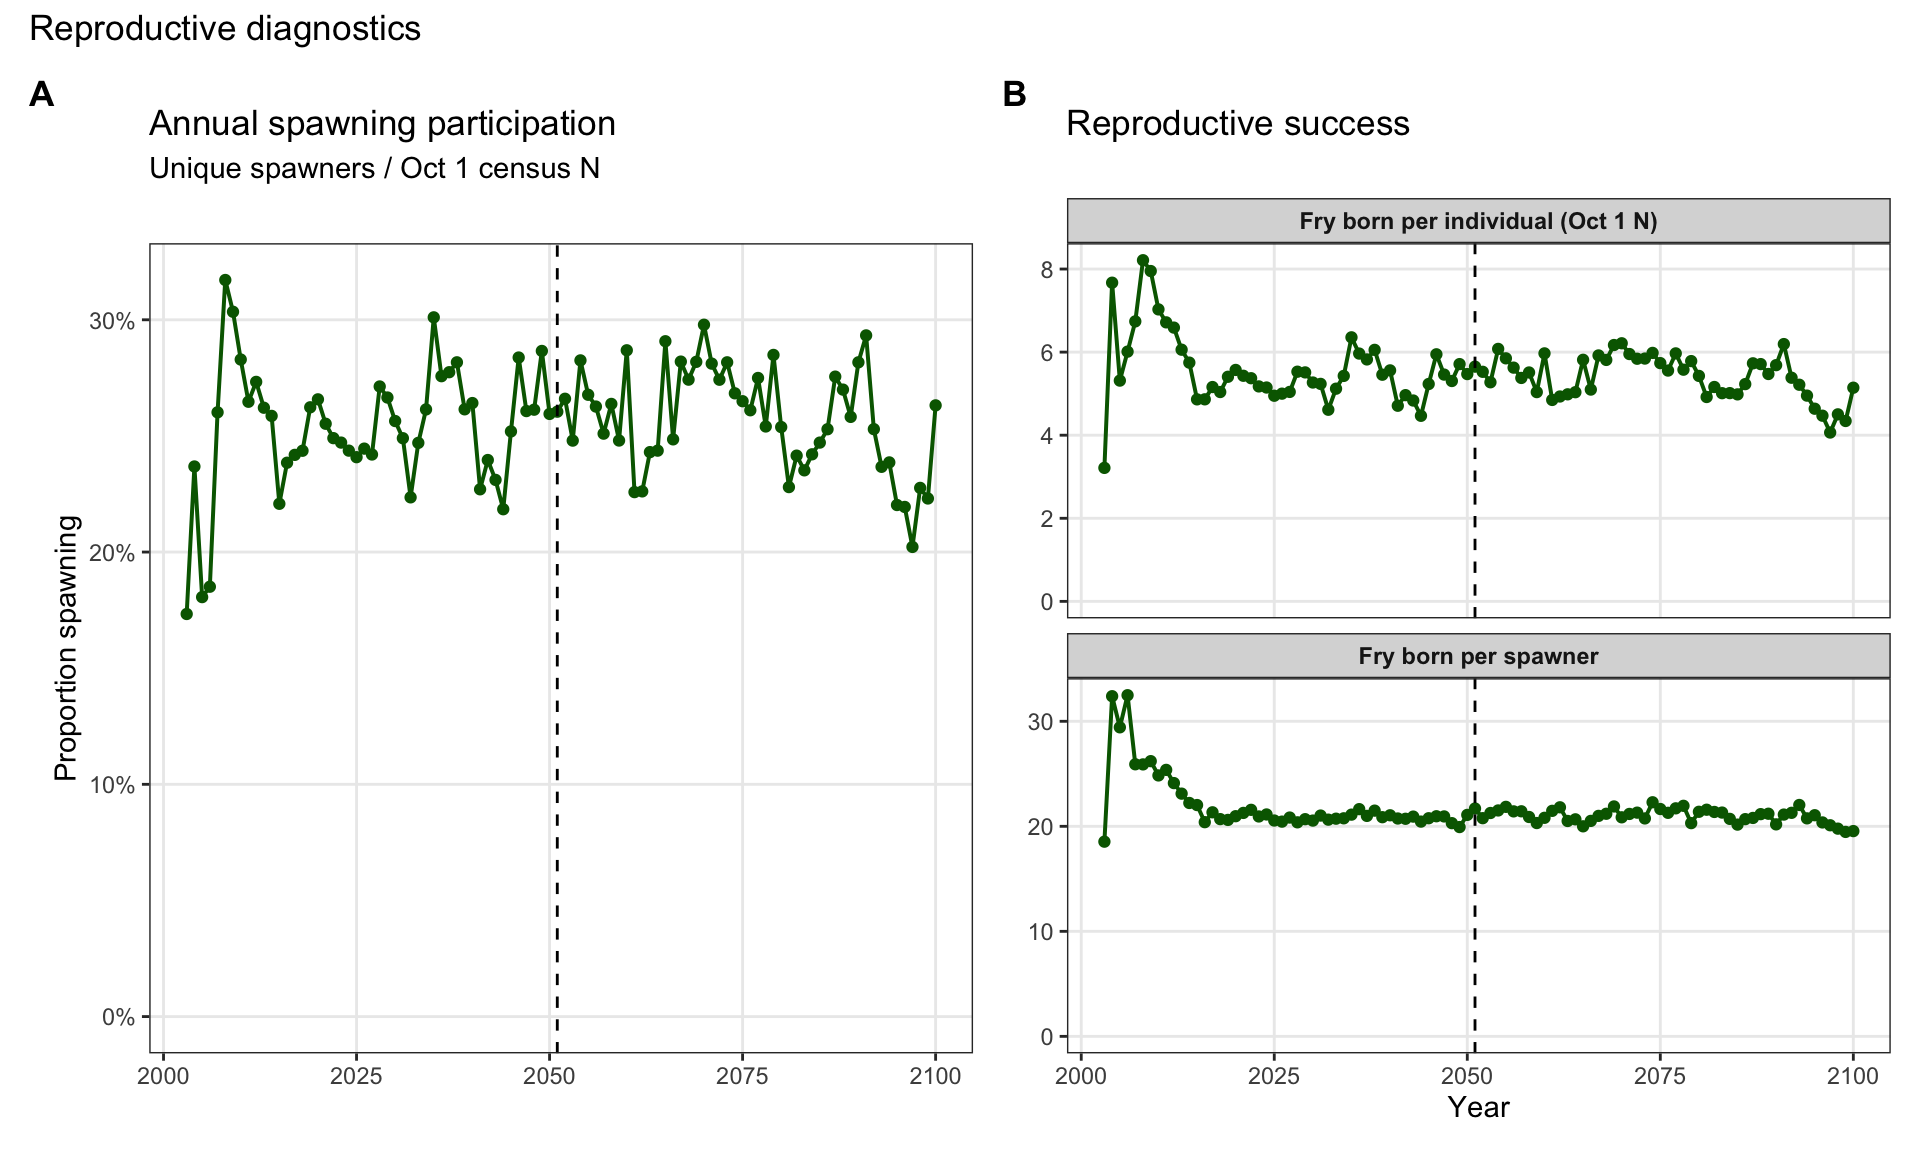 Reproductive diagnostics
A
Annual spawning participation
Unique spawners / Oct 1 census N
Proportion spawning
30%
20%
10%
0%
2000 2025 2050 2075 2100
B
Reproductive success
Fry born per individual (Oct 1 N)
8
6
4
2
0
Fry born per spawner
30
20
10
0
2000 2025 2050 2075 2100
Year